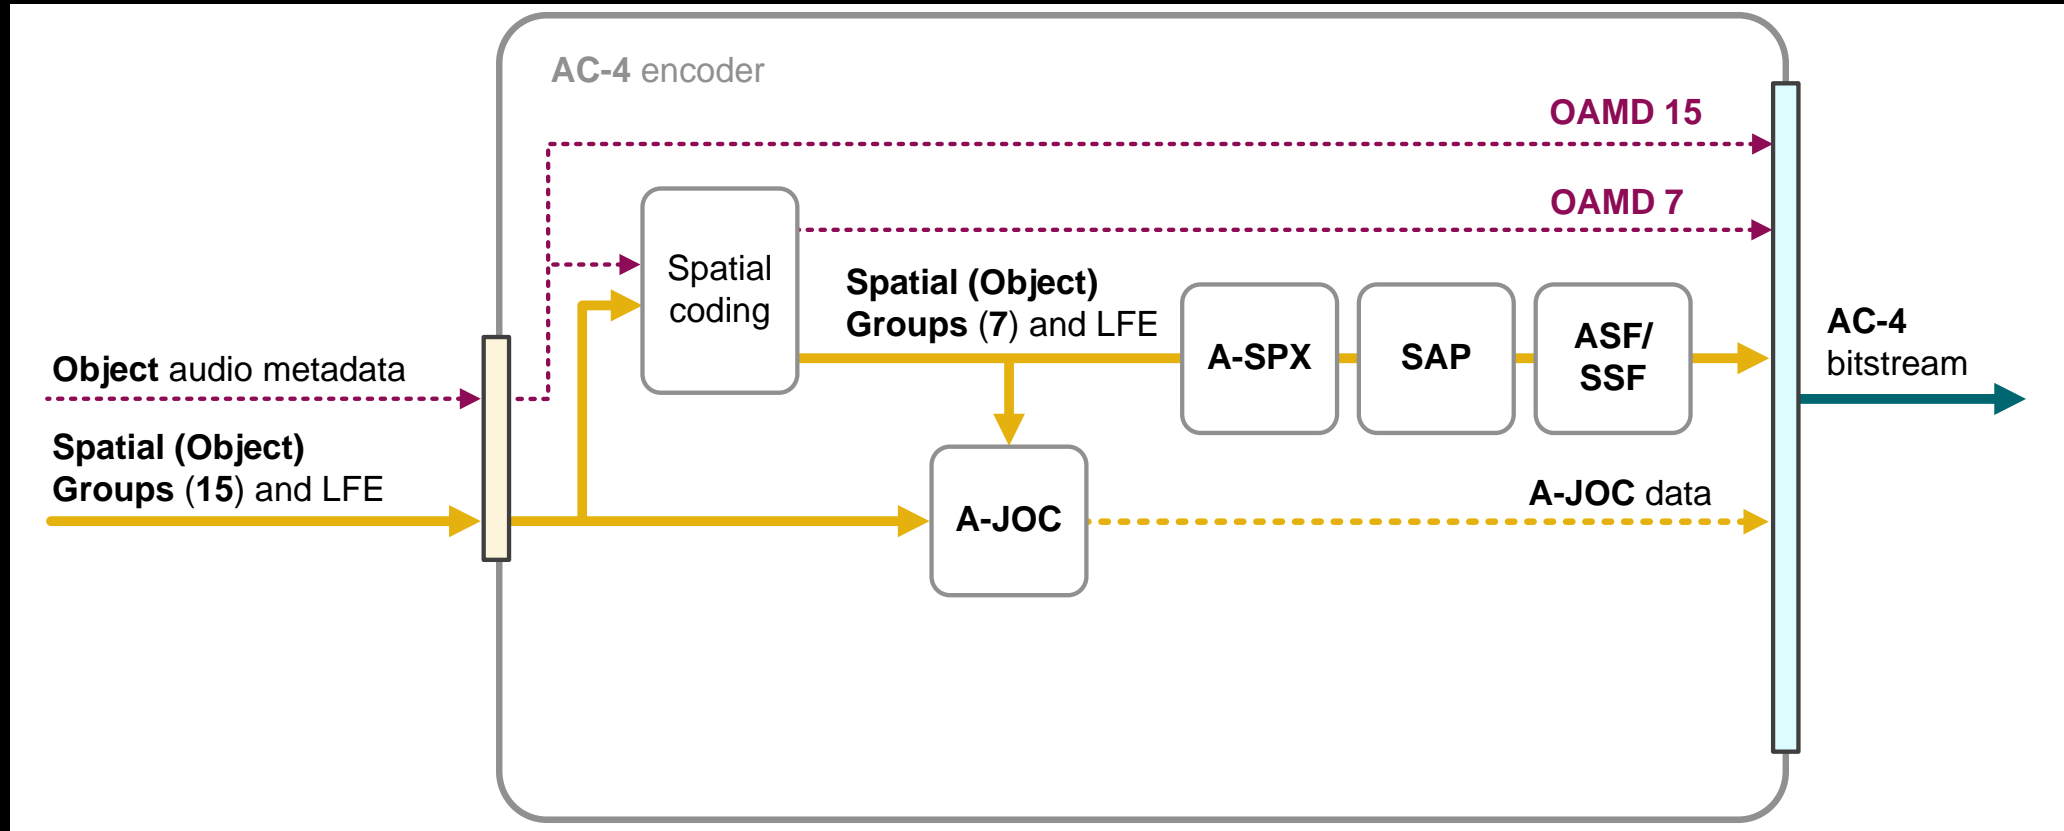 AC-4 encoder
OAMD 15
OAMD 7
Spatial
coding
Spatial (Object)
Groups (7) and LFE
A-SPX
SAP
ASF/
SSF
AC-4
bitstream
Object audio metadata
Spatial (Object)
Groups (15) and LFE
A-JOC
A-JOC data